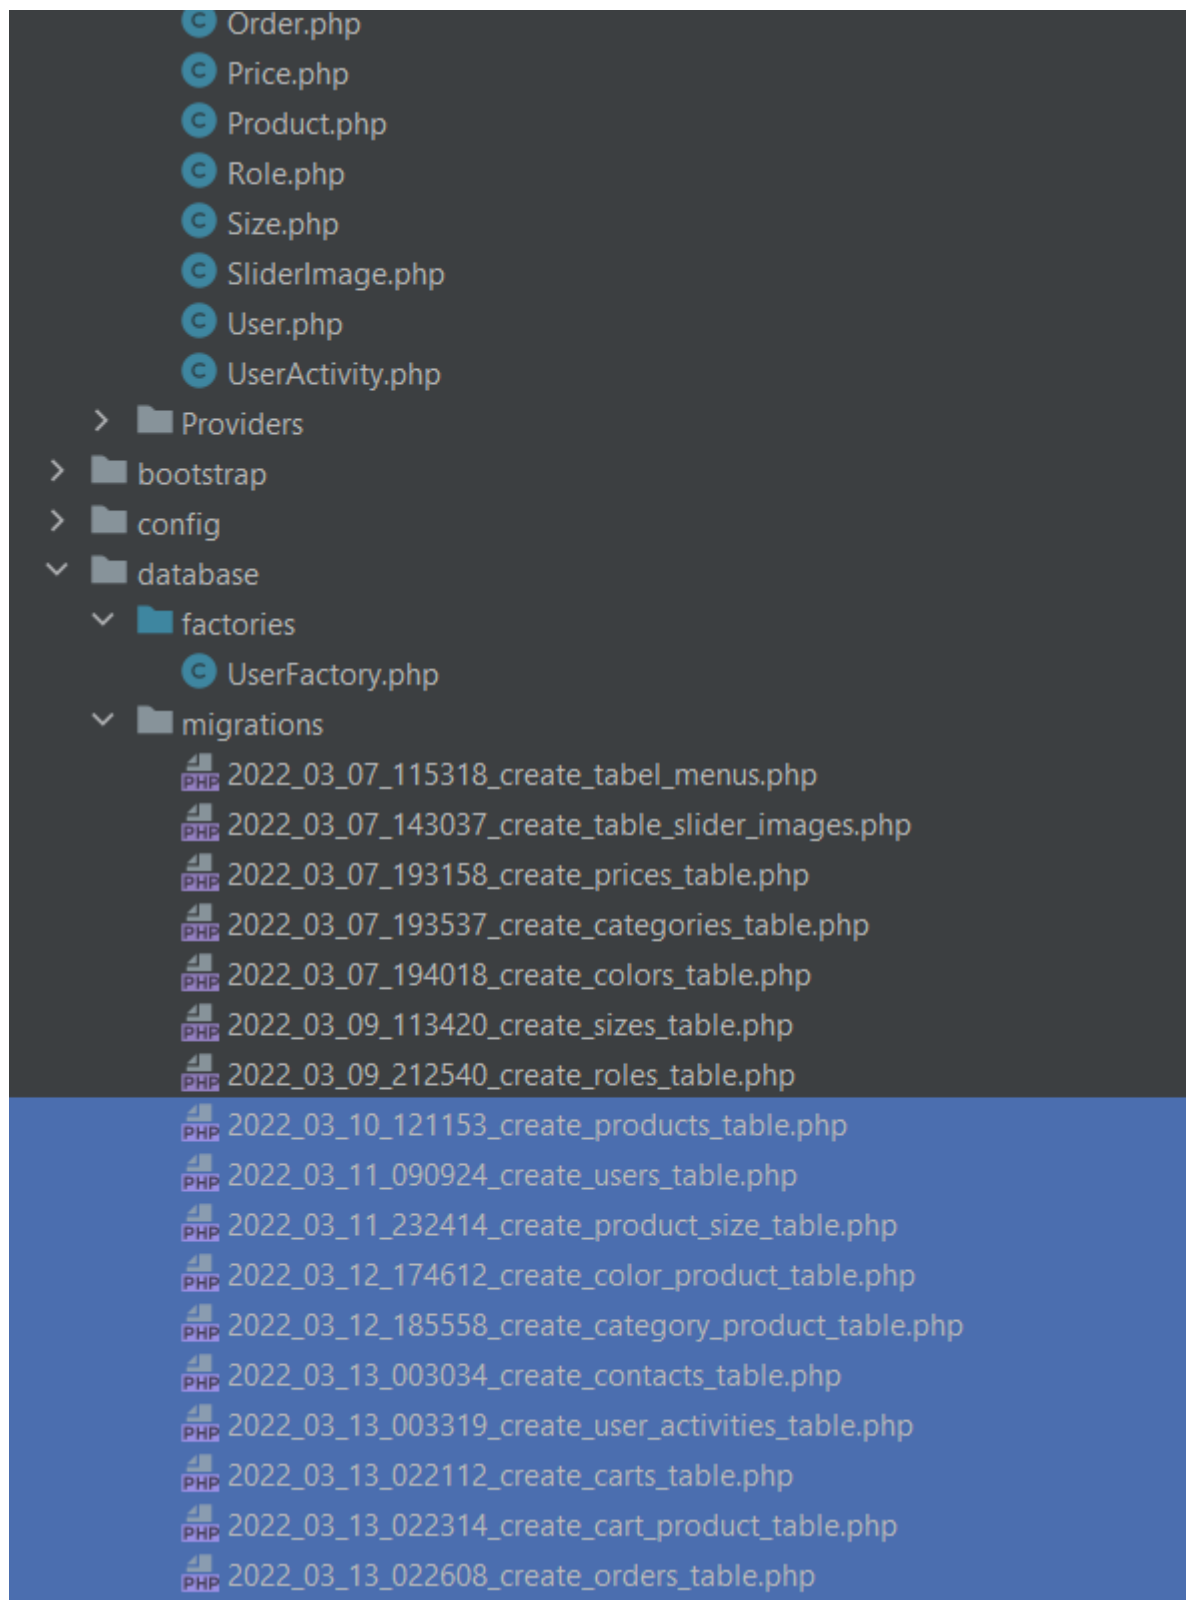 Order.php
Price.php
Product.php
Role.php
Size.php
SliderImage.php
User.php
UserActivity.php
Providers
bootstrap
config
database
factories
UserFactory.php
migrations
2022_03_07_115318_create_tabel_menus.php
2022_03_07_143037_create_table_slider_images.php
2022_03_07_193158_create_prices_table.php
2022_03_07_193537_create_categories_table.php
2022_03_07_194018_create_colors_table.php
2022_03_09_113420_create_sizes_table.php
2022_03_09_212540_create_roles_table.php
2022_03_10_121153_create_products_table.php
2022_03_11_090924_create_users_table.php
2022_03_11_232414_create_product_size_table.php
2022_03_12_174612_create_color_product_table.php
2022_03_12_185558_create_category_product_table.php
2022_03_13_003034_create_contacts_table.php
2022_03_13_003319_create_user_activities_table.php
2022_03_13_022112_create_carts_table.php
2022_03_13_022314_create_cart_product_table.php
2022_03_13_022608_create_orders_table.php